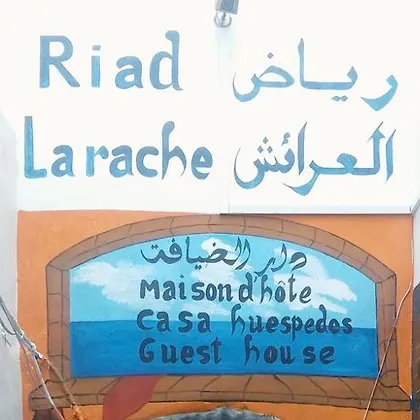 Riad رياض
Larache العرائش
دار الضيافة
Maison d'hôte
casa huespedes
Guest house